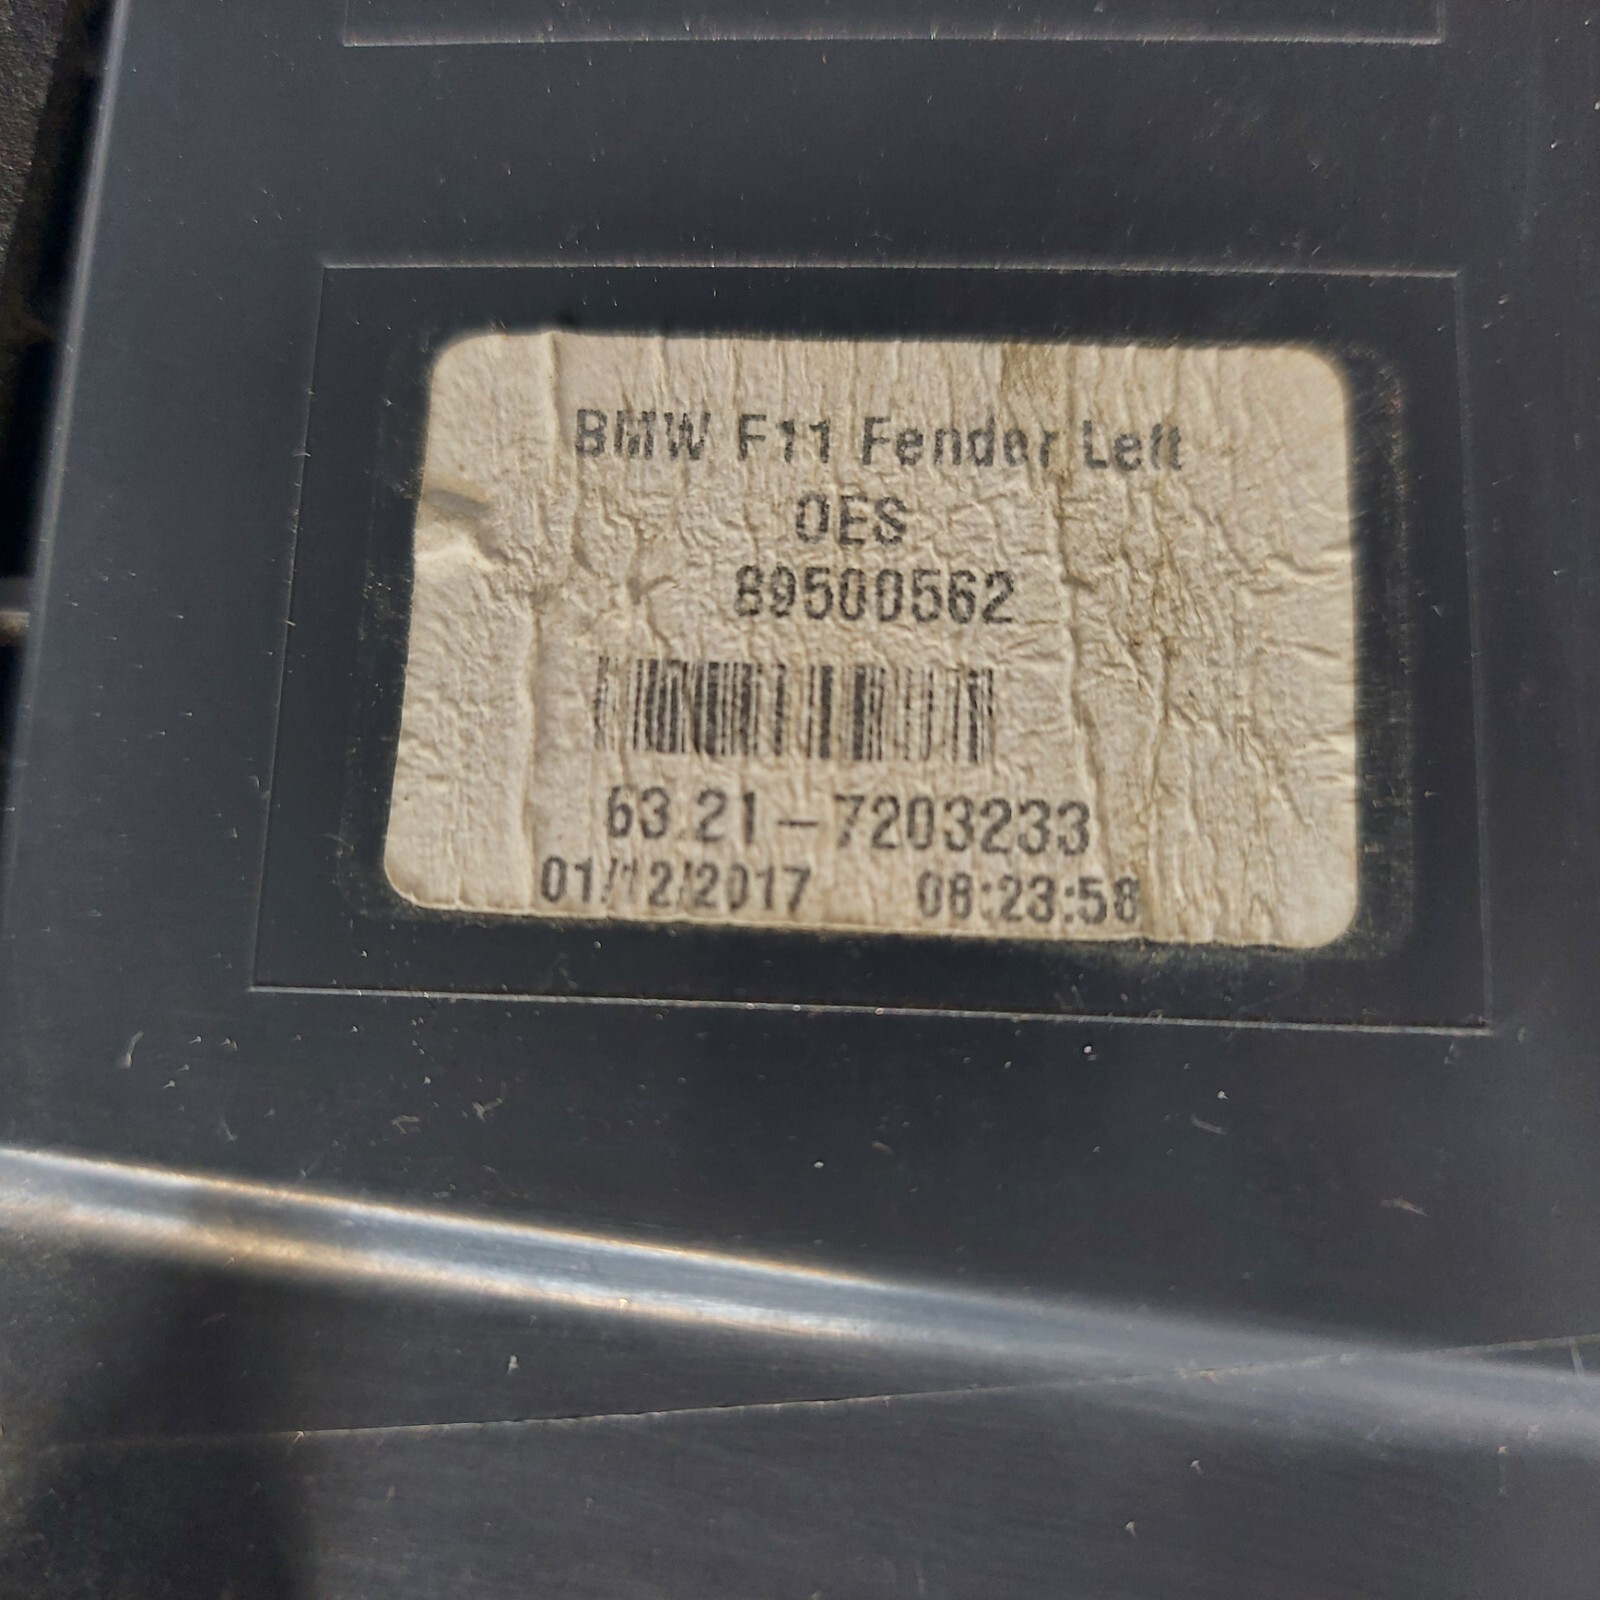 BMW F11 Fender Left
OES
89500562
63.21-7203233
01/12/2017 08:23:58